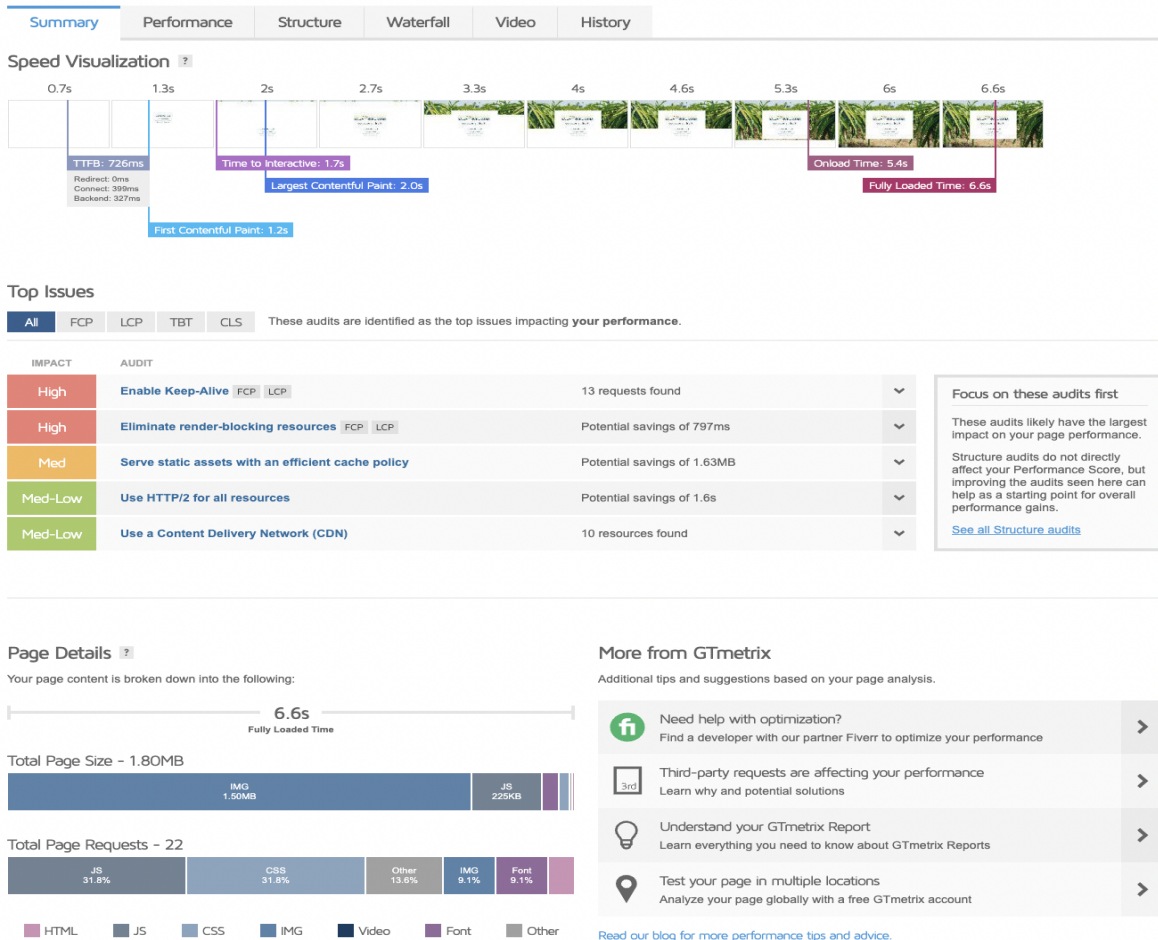 Summary
Performance
Structure
Waterfall
Video
History
Speed Visualization ?
0.7s 1.3s 2s 2.7s 3.3s 4s 4.6s 5.3s 6s 6.6s
TTFB: 726ms
Redirect: 0ms
Connect: 399ms
Backend: 327ms
Time to Interactive: 1.7s
Onload Time: 5.4s
Largest Contentful Paint: 2.0s
Fully Loaded Time: 6.6s
First Contentful Paint: 1.2s
Top Issues
All FCP LCP TBT CLS These audits are identified as the top issues impacting your performance.
IMPACT AUDIT
High Enable Keep-Alive FCP LCP 13 requests found
High Eliminate render-blocking resources FCP LCP Potential savings of 797ms
Med Serve static assets with an efficient cache policy Potential savings of 1.63MB
Med-Low Use HTTP/2 for all resources Potential savings of 1.6s
Med-Low Use a Content Delivery Network (CDN) 10 resources found
Focus on these audits first
These audits likely have the largest
impact on your page performance.
Structure audits do not directly
affect your Performance Score, but
improving the audits seen here can
help as a starting point for overall
performance gains.
See all Structure audits
Page Details ?
Your page content is broken down into the following:
6.6s
Fully Loaded Time
Total Page Size - 1.80MB
IMG
1.50MB
JS
225KB
Total Page Requests - 22
JS
31.8%
CSS
31.8%
Other
13.6%
IMG
9.1%
Font
9.1%
HTML JS CSS IMG Video Font Other
More from GTmetrix
Additional tips and suggestions based on your page analysis.
fi
Need help with optimization?
Find a developer with our partner Fiverr to optimize your performance
3rd
Third-party requests are affecting your performance
Learn why and potential solutions
Understand your GTmetrix Report
Learn everything you need to know about GTmetrix Reports
Test your page in multiple locations
Analyze your page globally with a free GTmetrix account
Read our blog for more performance tips and advice.